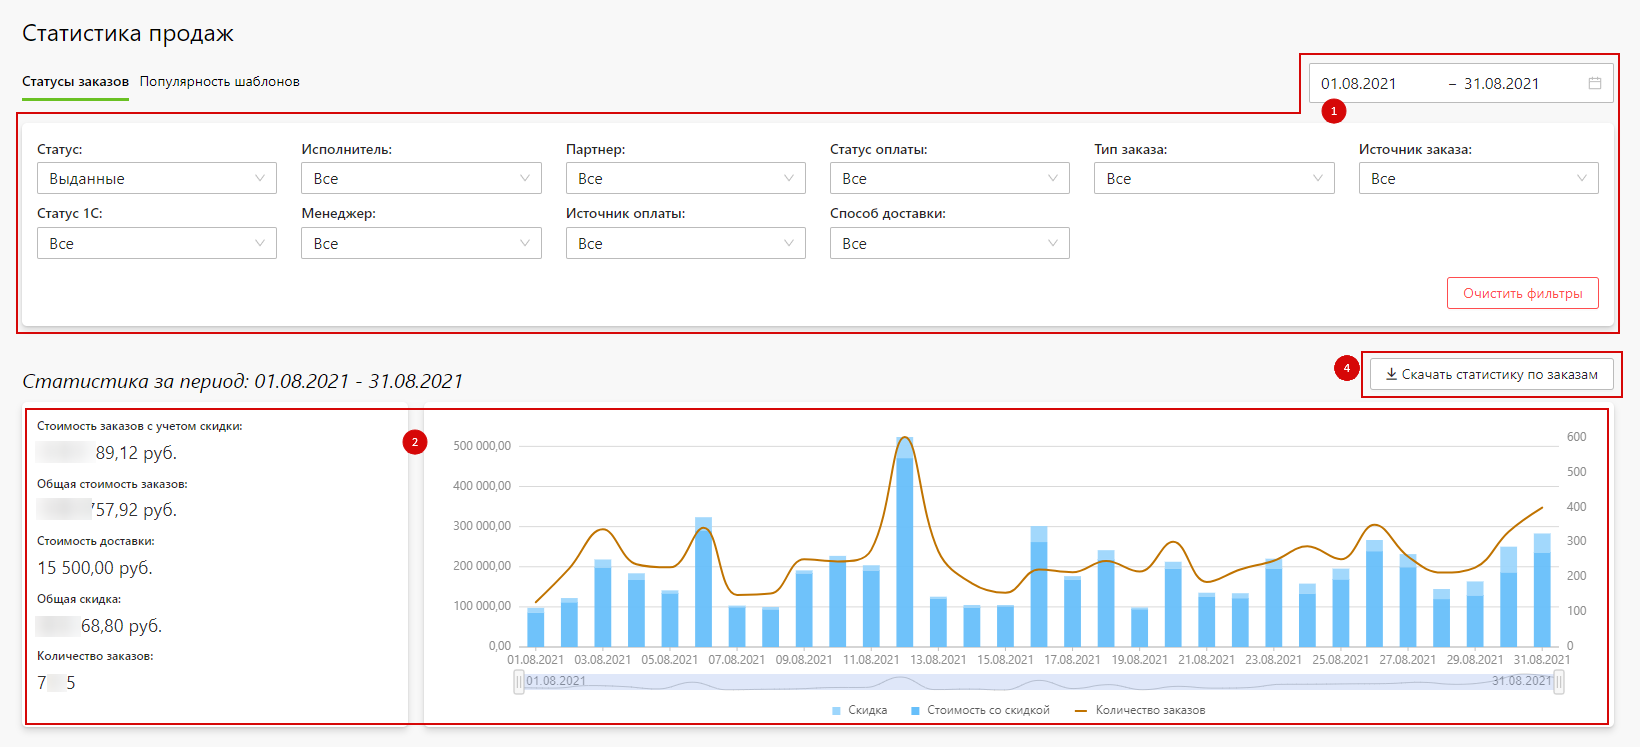 Статистика продаж
Статусы заказов Популярность шаблонов
01.08.2021 – 31.08.2021
1
Статус: Исполнитель: Партнер: Статус оплаты: Тип заказа: Источник заказа:
Выданные Все Все Все Все Все
Статус 1С: Менеджер: Источник оплаты: Способ доставки:
Все Все Все Все
Очистить фильтры
4
Скачать статистику по заказам
Статистика за период: 01.08.2021 - 31.08.2021
2
Стоимость заказов с учетом скидки:
89,12 руб.
Общая стоимость заказов:
757,92 руб.
Стоимость доставки:
15 500,00 руб.
Общая скидка:
68,80 руб.
Количество заказов:
7 5
500 000,00
400 000,00
300 000,00
200 000,00
100 000,00
0,00
600
500
400
300
200
100
0
01.08.2021 03.08.2021 05.08.2021 07.08.2021 09.08.2021 11.08.2021 13.08.2021 15.08.2021 17.08.2021 19.08.2021 21.08.2021 23.08.2021 25.08.2021 27.08.2021 29.08.2021 31.08.2021
01.08.2021 31.08.2021
Скидка Стоимость со скидкой Количество заказов